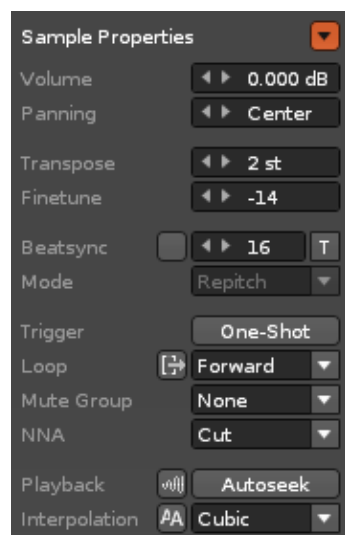 Sample Properties
Volume 0.000 dB
Panning Center
Transpose 2 st
Finetune -14
Beatsync 16 T
Mode Repitch
Trigger One-Shot
Loop Forward
Mute Group None
NNA Cut
Playback Autoseek
Interpolation AA Cubic